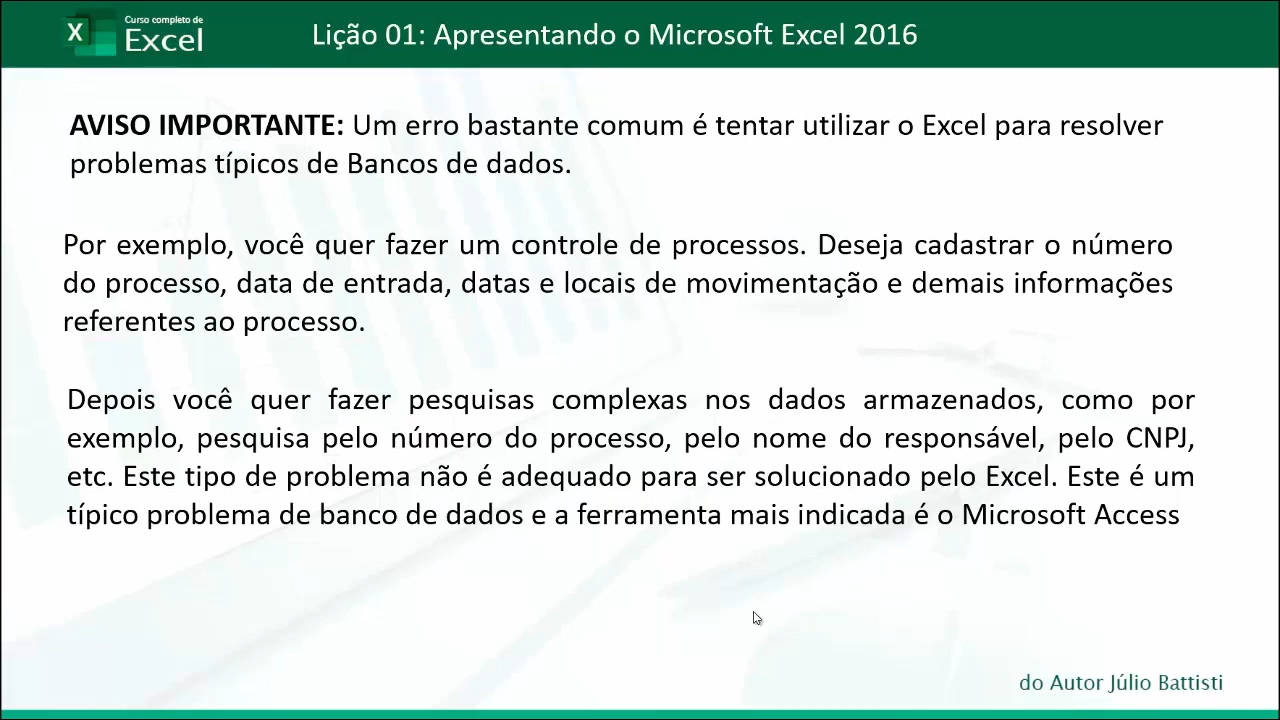 X
Curso completo de
Excel
Lição 01: Apresentando o Microsoft Excel 2016
AVISO IMPORTANTE: Um erro bastante comum é tentar utilizar o Excel para resolver
problemas típicos de Bancos de dados.
Por exemplo, você quer fazer um controle de processos. Deseja cadastrar o número
do processo, data de entrada, datas e locais de movimentação e demais informações
referentes ao processo.
Depois você quer fazer pesquisas complexas nos dados armazenados, como por
exemplo, pesquisa pelo número do processo, pelo nome do responsável, pelo CNPJ,
etc. Este tipo de problema não é adequado para ser solucionado pelo Excel. Este é um
típico problema de banco de dados e a ferramenta mais indicada é o Microsoft Access
do Autor Júlio Battisti